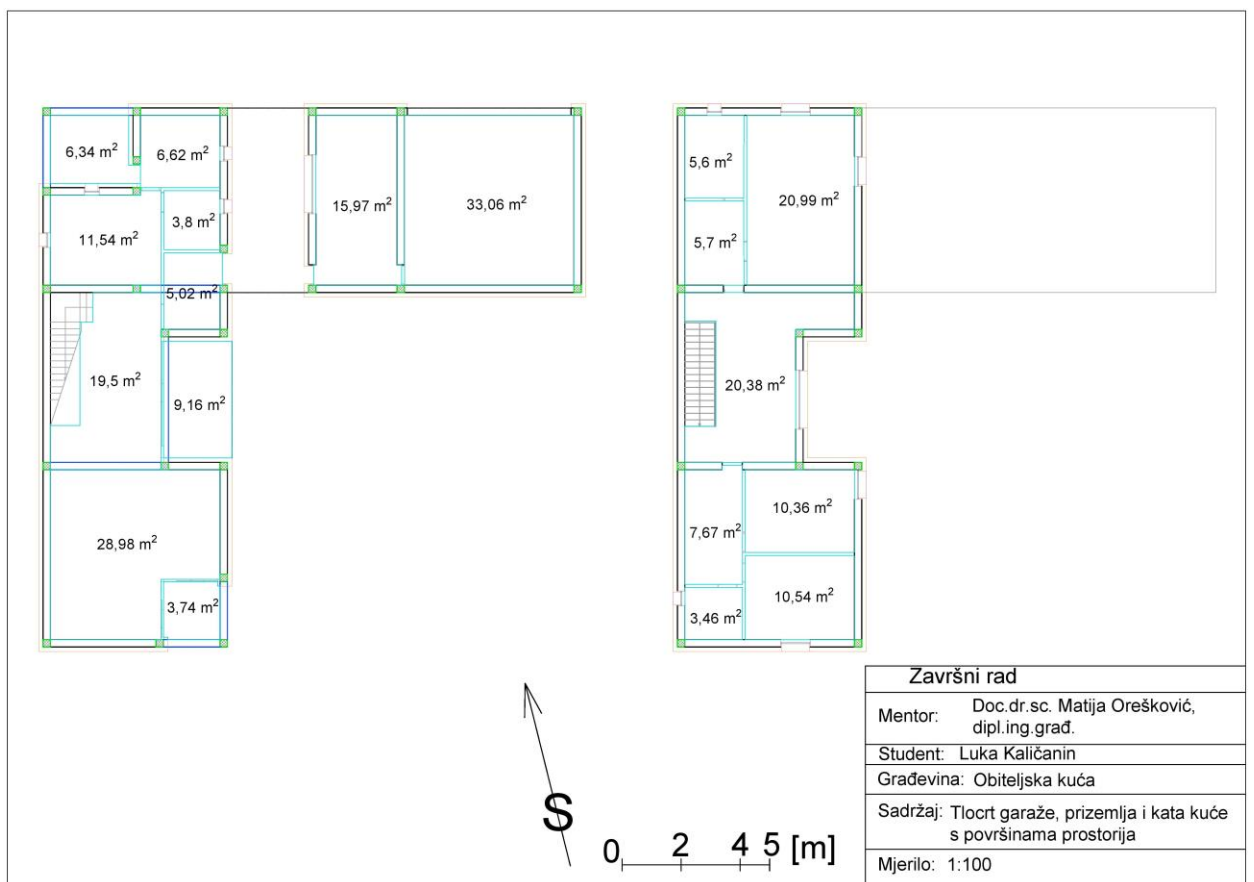 6,34 m²
6,62 m²
3,8 m²
11,54 m²
5,02 m²
19,5 m²
9,16 m²
28,98 m²
3,74 m²
15,97 m²
33,06 m²
5,6 m²
20,99 m²
5,7 m²
20,38 m²
10,36 m²
7,67 m²
10,54 m²
3,46 m²
S
0 2 4 5 [m]
Završni rad
Mentor: Doc.dr.sc. Matija Orešković,
dipl.ing.građ.
Student: Luka Kaličanin
Građevina: Obiteljska kuća
Sadržaj: Tlocrt garaže, prizemlja i kata kuće
s površinama prostorija
Mjerilo: 1:100